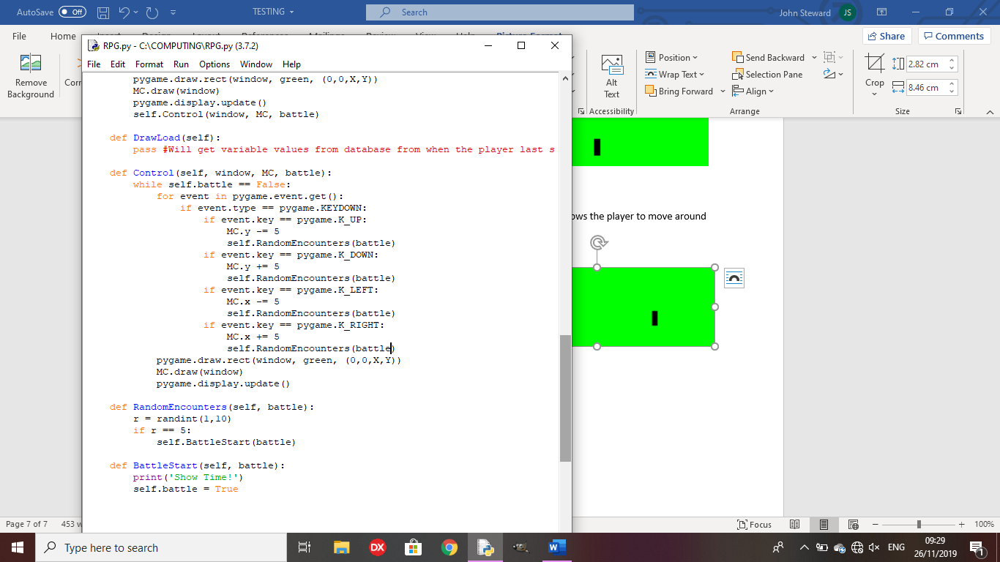 AutoSave Off
TESTING
Search
John Steward JS
File Home
Picture Format
Share Comments
RPG.py - C:\COMPUTING\RPG.py (3.7.2)
File Edit Format Run Options Window Help
Remove
Background
Corr
Alt
Text
Accessibility
Position
Wrap Text
Bring Forward
Send Backward
Selection Pane
Align
Arrange
Crop
2.82 cm
8.46 cm
Size
pygame.draw.rect(window, green, (0,0,X,Y))
MC.draw(window)
pygame.display.update()
self.Control(window, MC, battle)
def DrawLoad(self):
pass #Will get variable values from database from when the player last s
def Control(self, window, MC, battle):
while self.battle == False:
for event in pygame.event.get():
if event.type == pygame.KEYDOWN:
if event.key == pygame.K_UP:
MC.y -= 5
self.RandomEncounters(battle)
if event.key == pygame.K_DOWN:
MC.y += 5
self.RandomEncounters(battle)
if event.key == pygame.K_LEFT:
MC.x -= 5
self.RandomEncounters(battle)
if event.key == pygame.K_RIGHT:
MC.x += 5
self.RandomEncounters(battle)
pygame.draw.rect(window, green, (0,0,X,Y))
MC.draw(window)
pygame.display.update()
def RandomEncounters(self, battle):
r = randint(1,10)
if r == 5:
self.BattleStart(battle)
def BattleStart(self, battle):
print('Show Time!')
self.battle = True
ows the player to move around
Page 7 of 7 453 w
Focus
100%
Type here to search
DX
ENG
09:29
26/11/2019
1